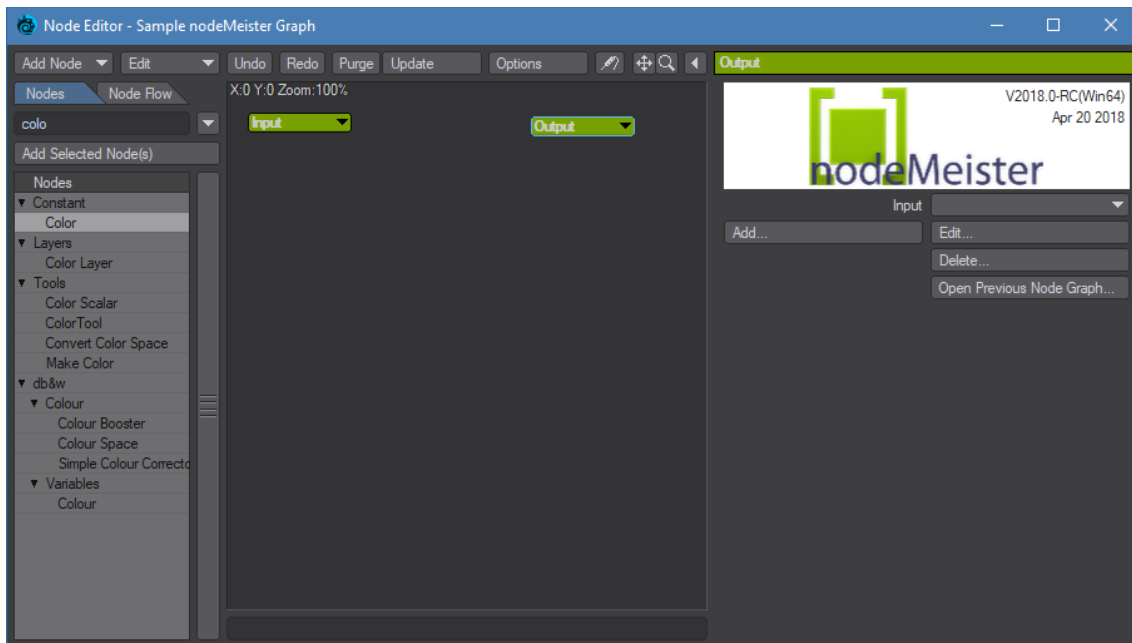 Node Editor - Sample nodeMeister Graph
Add Node
Edit
Undo
Redo
Purge
Update
Options
Output
Nodes
Node Flow
X:0 Y:0 Zoom:100%
colo
Add Selected Node(s)
Nodes
Constant
Color
Layers
Color Layer
Tools
Color Scalar
ColorTool
Convert Color Space
Make Color
db&w
Colour
Colour Booster
Colour Space
Simple Colour Correcto
Variables
Colour
Input
Output
V2018.0-RC(Win64)
Apr 20 2018
nodeMeister
Input
Add...
Edit...
Delete...
Open Previous Node Graph...